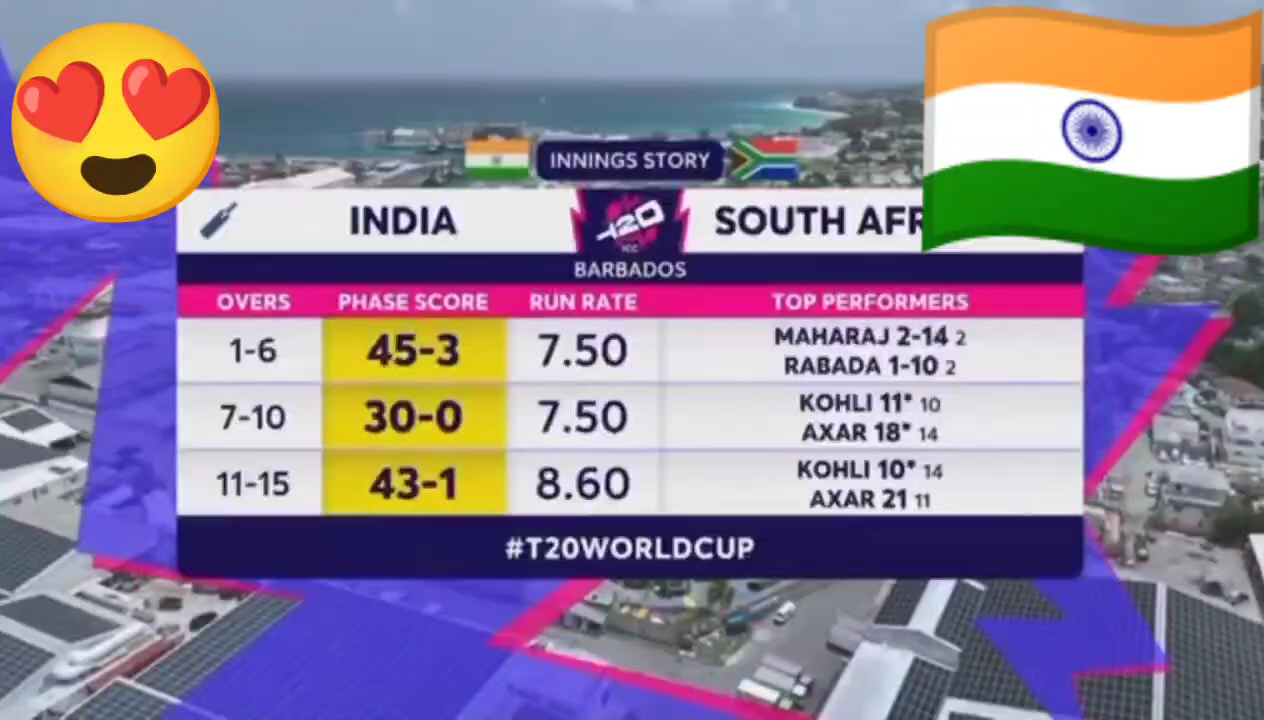 INNINGS STORY
INDIA
T20
ICC
SOUTH AFR
BARBADOS
OVERS PHASE SCORE RUN RATE TOP PERFORMERS
1-6 45-3 7.50 MAHARAJ 2-14 2
RABADA 1-10 2
7-10 30-0 7.50 KOHLI 11* 10
AXAR 18* 14
11-15 43-1 8.60 KOHLI 10* 14
AXAR 21 11
#T20WORLDCUP